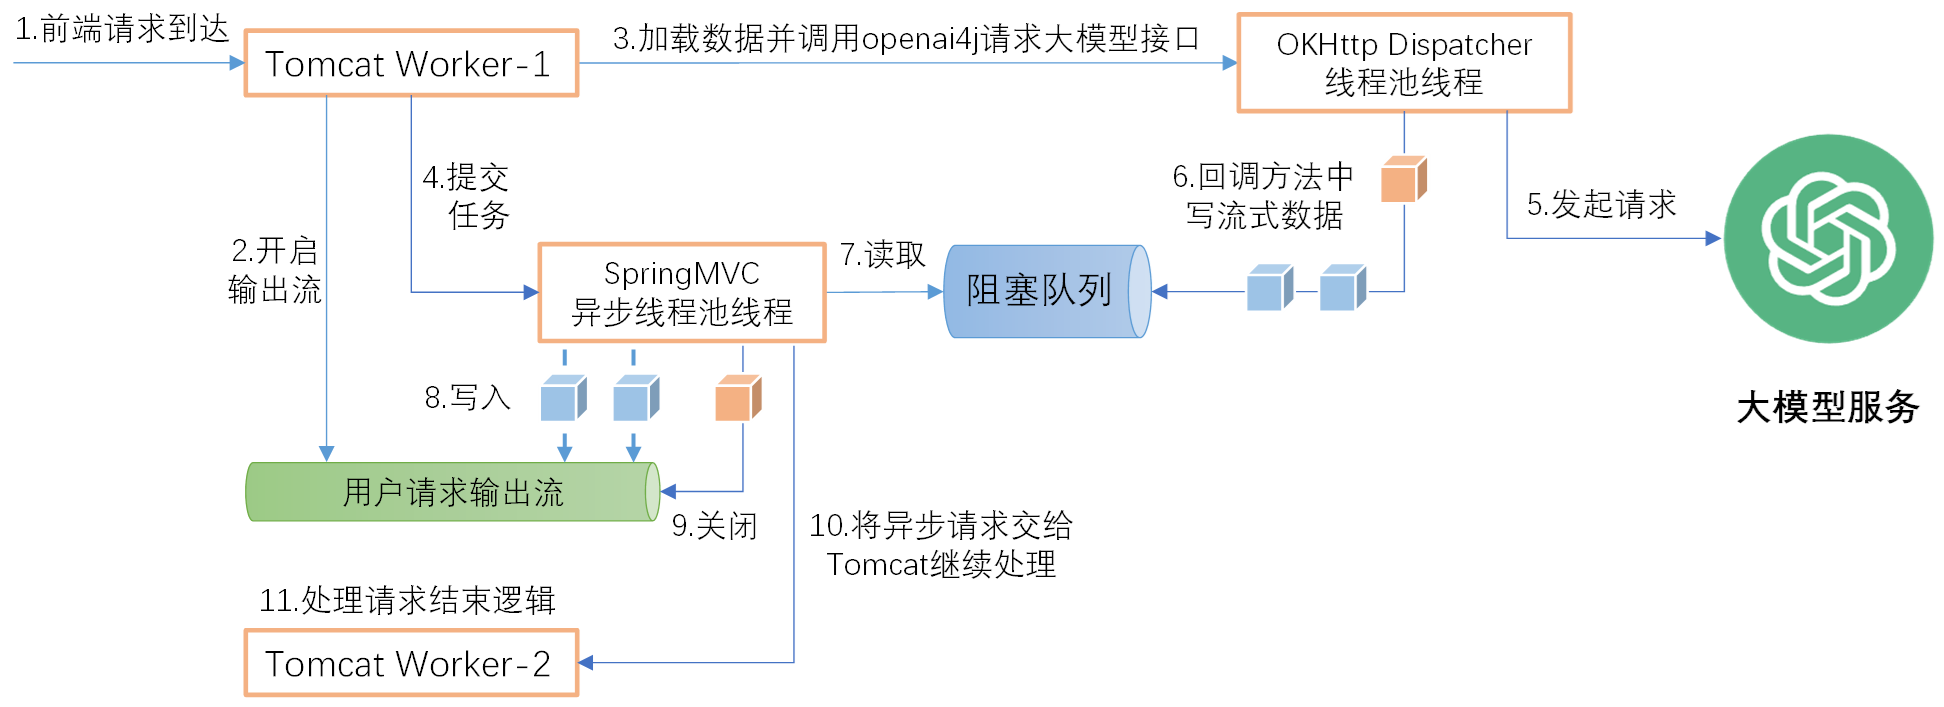 1.前端请求到达
Tomcat Worker-1
3.加载数据并调用openai4j请求大模型接口
OKHttp Dispatcher
线程池线程
4.提交
任务
6.回调方法中
写流式数据
5.发起请求
2.开启
输出流
SpringMVC
异步线程池线程
7.读取
阻塞队列
8.写入
大模型服务
用户请求输出流
9.关闭
10.将异步请求交给
Tomcat继续处理
11.处理请求结束逻辑
Tomcat Worker-2